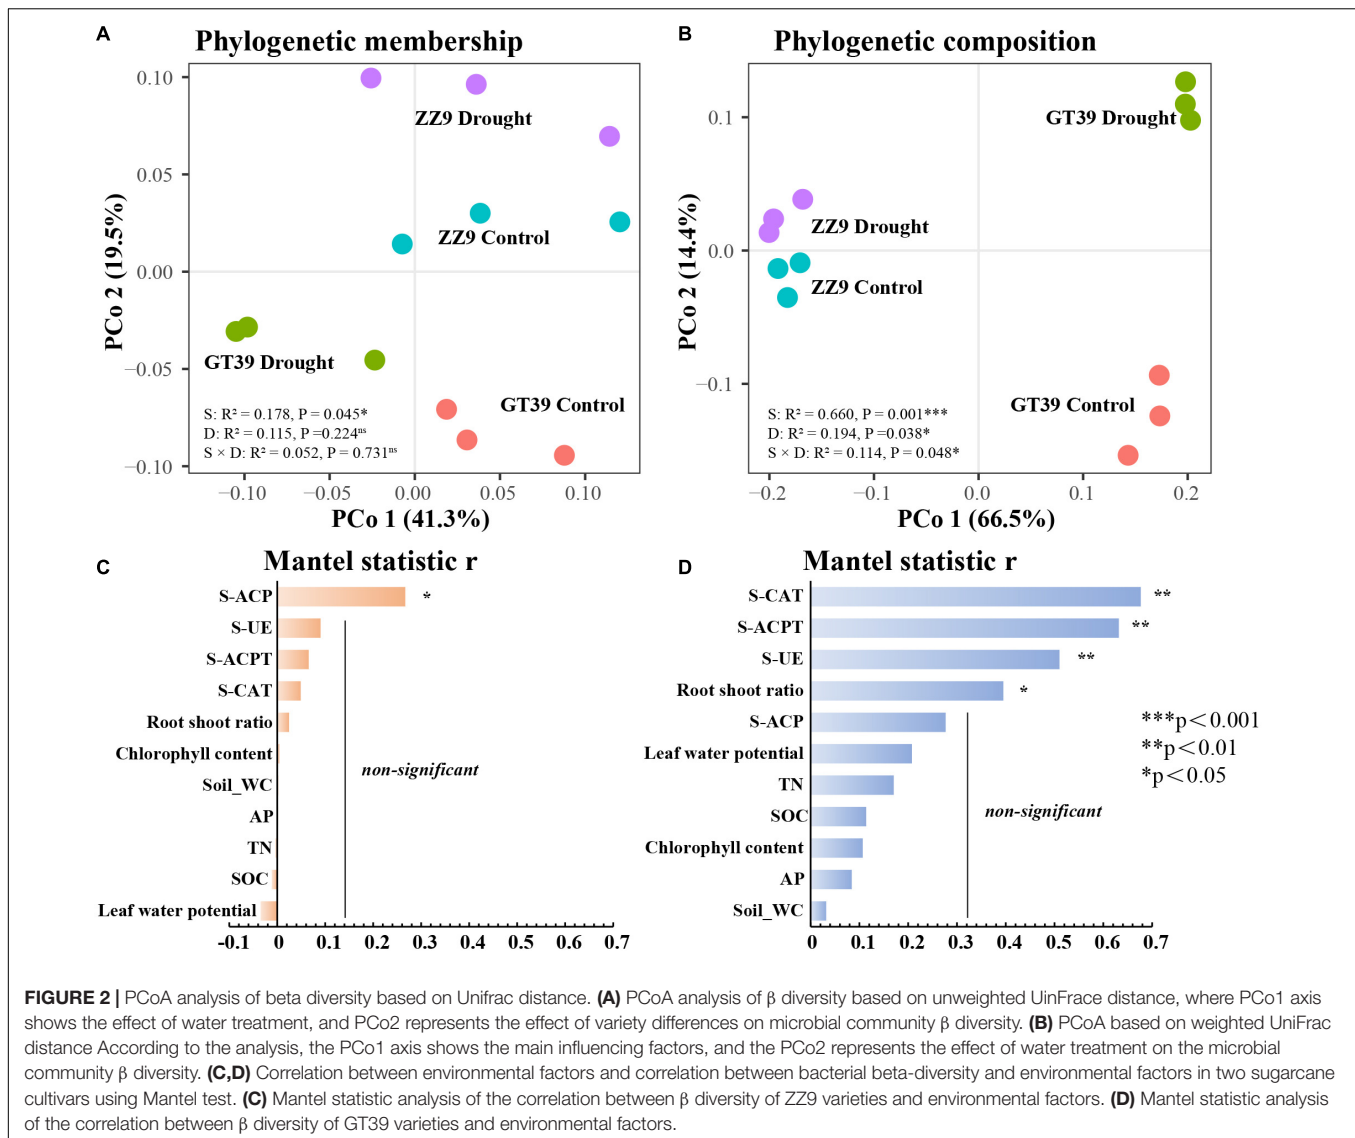 A
Phylogenetic membership
0.10
0.05
0.00
−0.05
−0.10
PCo 2 (19.5%)
ZZ9 Drought
ZZ9 Control
GT39 Drought
GT39 Control
S: R² = 0.178, P = 0.045*
D: R² = 0.115, P =0.224ns
S × D: R² = 0.052, P = 0.731ns
−0.10 −0.05 0.00 0.05 0.10
PCo 1 (41.3%)
B
Phylogenetic composition
0.1
0.0
−0.1
PCo 2 (14.4%)
GT39 Drought
ZZ9 Drought
ZZ9 Control
GT39 Control
S: R² = 0.660, P = 0.001***
D: R² = 0.194, P =0.038*
S × D: R² = 0.114, P = 0.048*
−0.2 −0.1 0.0 0.1 0.2
PCo 1 (66.5%)
C
Mantel statistic r
S-ACP *
S-UE
S-ACPT
S-CAT
Root shoot ratio
Chlorophyll content
non-significant
Soil_WC
AP
TN
SOC
Leaf water potential
-0.1 0 0.1 0.2 0.3 0.4 0.5 0.6 0.7
D
Mantel statistic r
S-CAT **
S-ACPT **
S-UE **
Root shoot ratio *
S-ACP
Leaf water potential
TN
SOC
non-significant
Chlorophyll content
AP
Soil_WC
0 0.1 0.2 0.3 0.4 0.5 0.6 0.7
***p<0.001
**p<0.01
*p<0.05
FIGURE 2 | PCoA analysis of beta diversity based on Unifrac distance. (A) PCoA analysis of β diversity based on unweighted UinFrace distance, where PCo1 axis
shows the effect of water treatment, and PCo2 represents the effect of variety differences on microbial community β diversity. (B) PCoA based on weighted UniFrac
distance According to the analysis, the PCo1 axis shows the main influencing factors, and the PCo2 represents the effect of water treatment on the microbial
community β diversity. (C,D) Correlation between environmental factors and correlation between bacterial beta-diversity and environmental factors in two sugarcane
cultivars using Mantel test. (C) Mantel statistic analysis of the correlation between β diversity of ZZ9 varieties and environmental factors. (D) Mantel statistic analysis
of the correlation between β diversity of GT39 varieties and environmental factors.